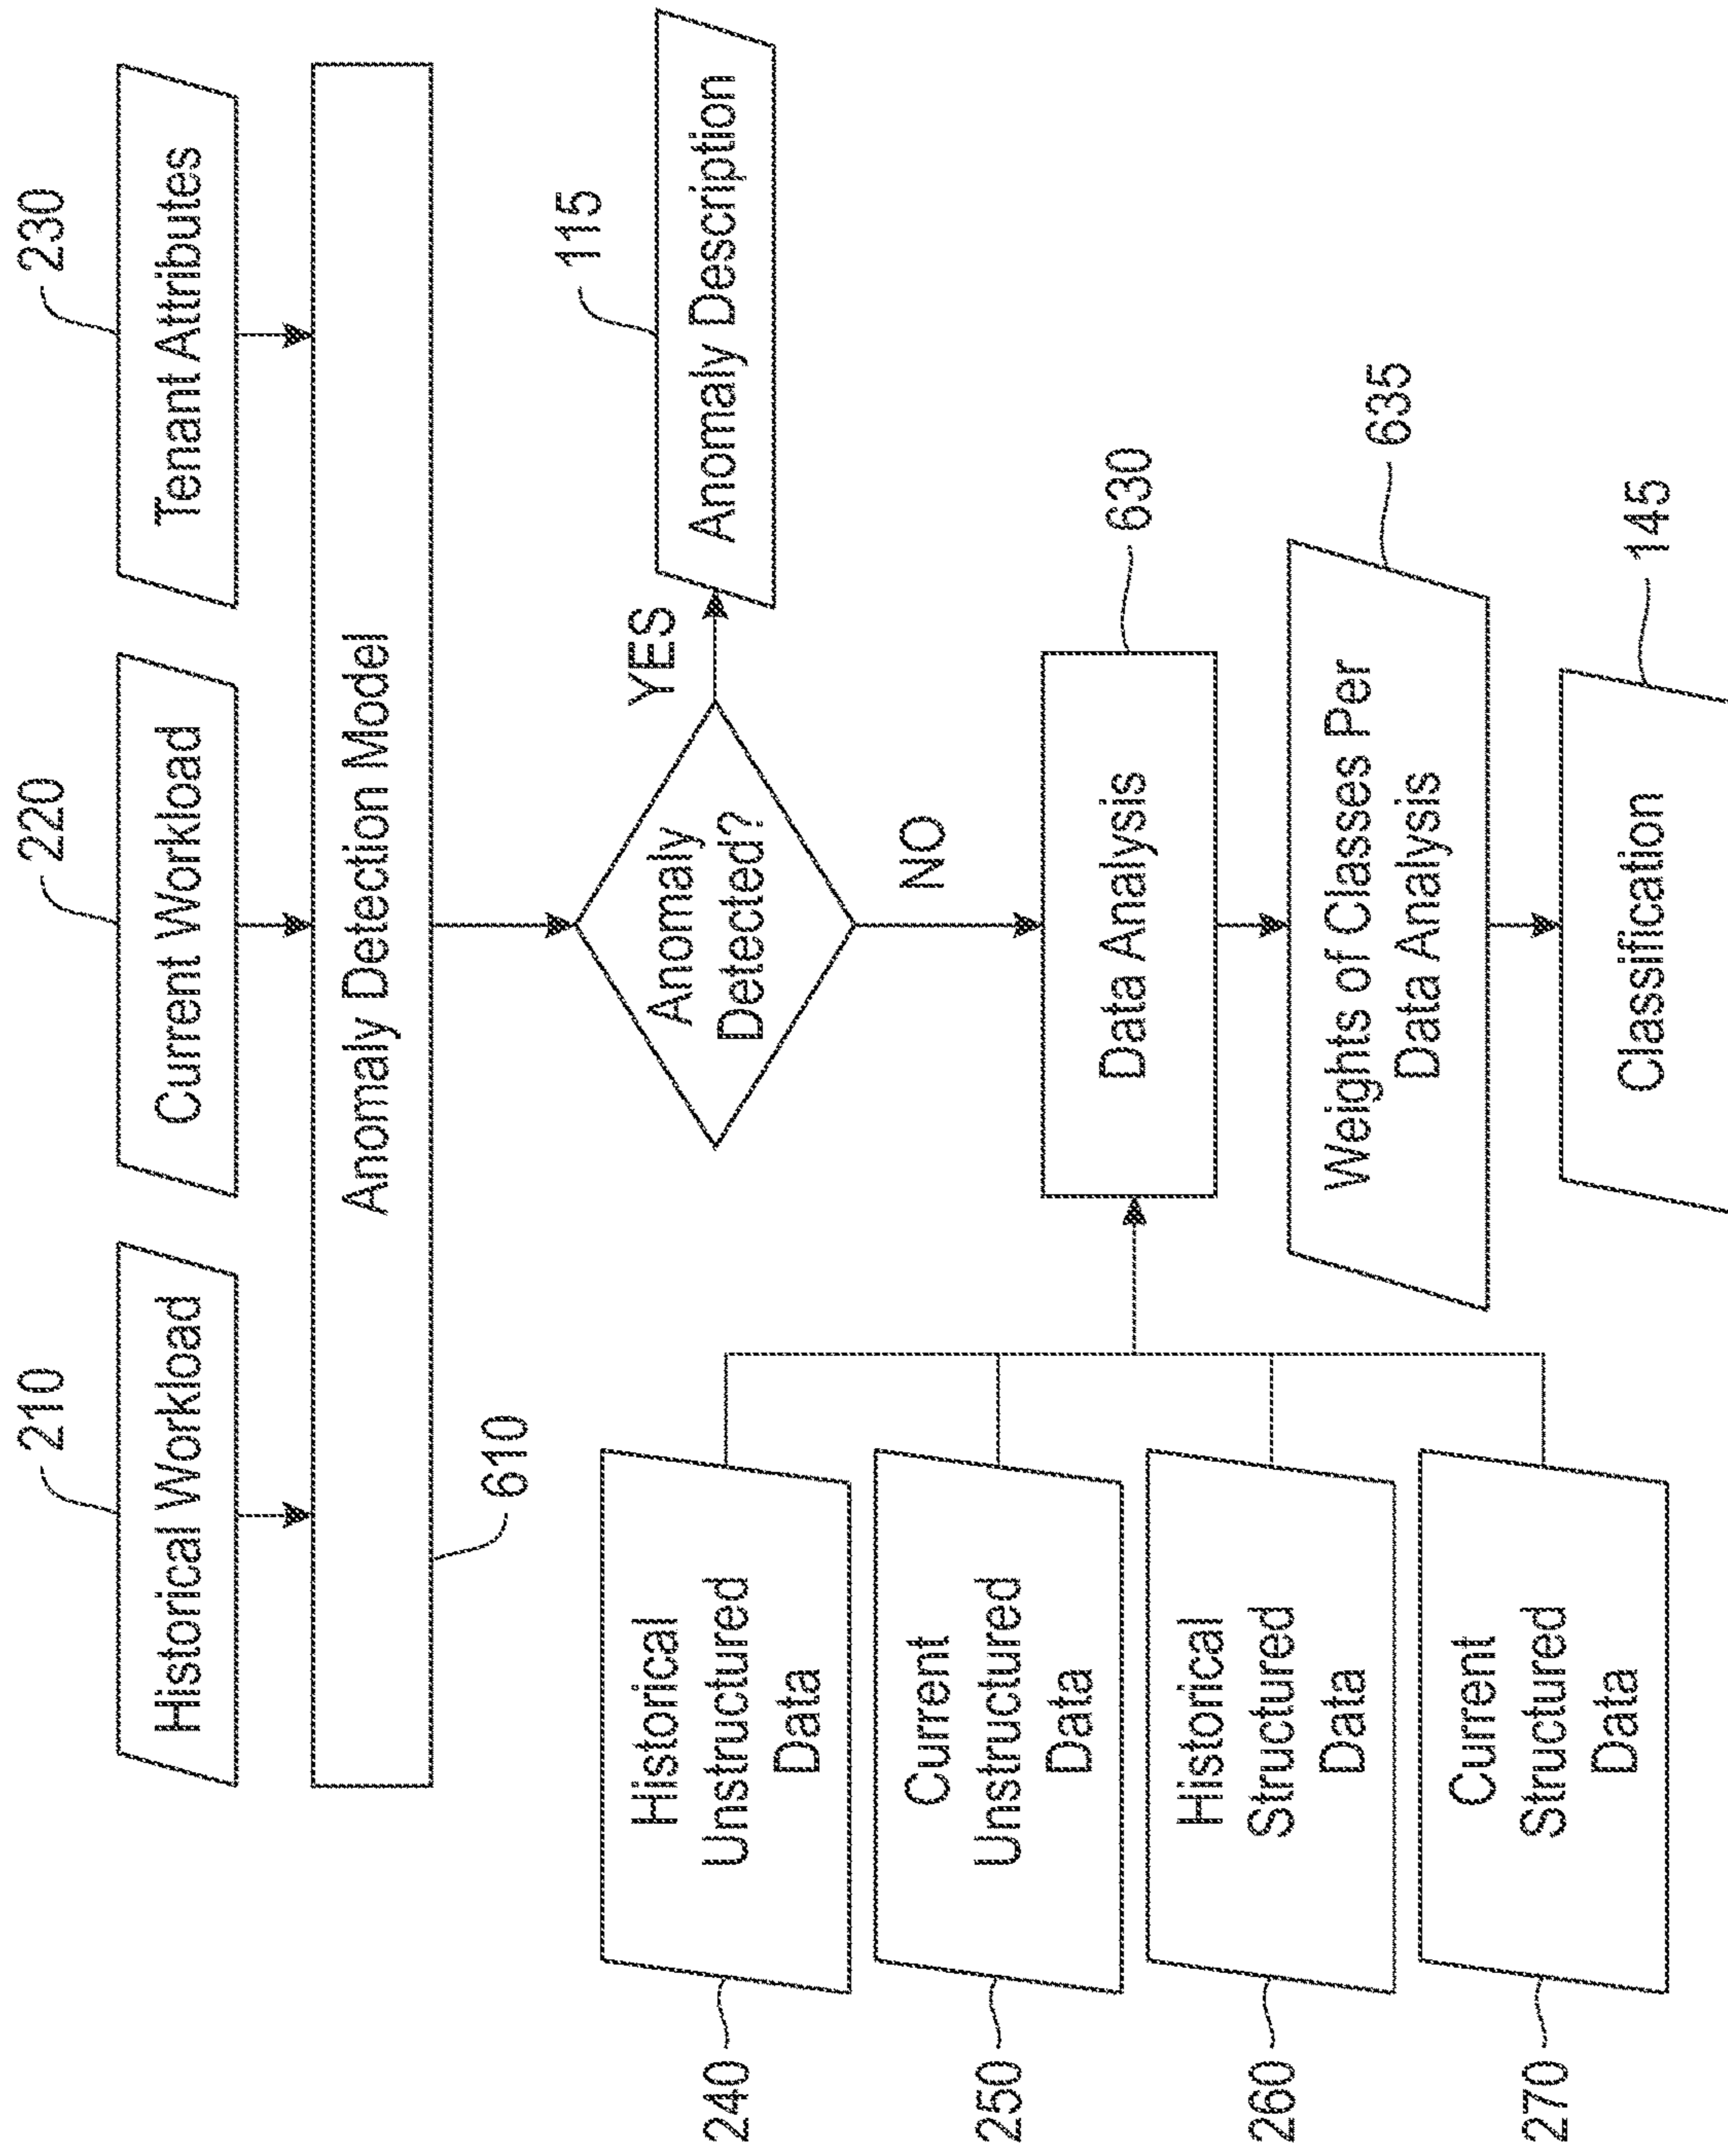 210
220
230
Historical Workload
Current Workload
Tenant Attributes
Anomaly Detection Model
610
115
YES
Anomaly Description
Anomaly
Detected?
NO
240
Historical
Unstructured
Data
250
Current
Unstructured
Data
260
Historical
Structured
Data
270
Current
Structured
Data
630
Data Analysis
635
Weights of Classes Per
Data Analysis
145
Classification